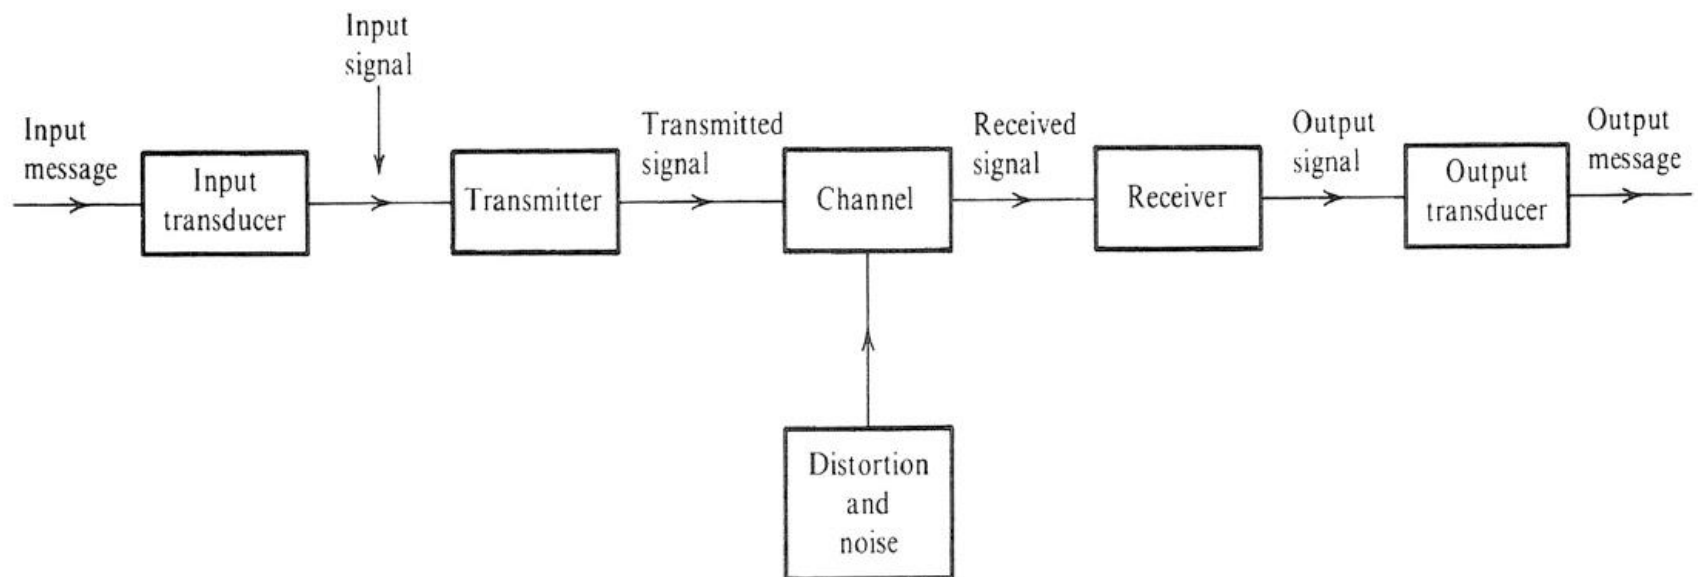 Input
signal
Input
message
Input
transducer
Transmitter
Transmitted
signal
Channel
Received
signal
Receiver
Output
signal
Output
transducer
Output
message
Distortion
and
noise